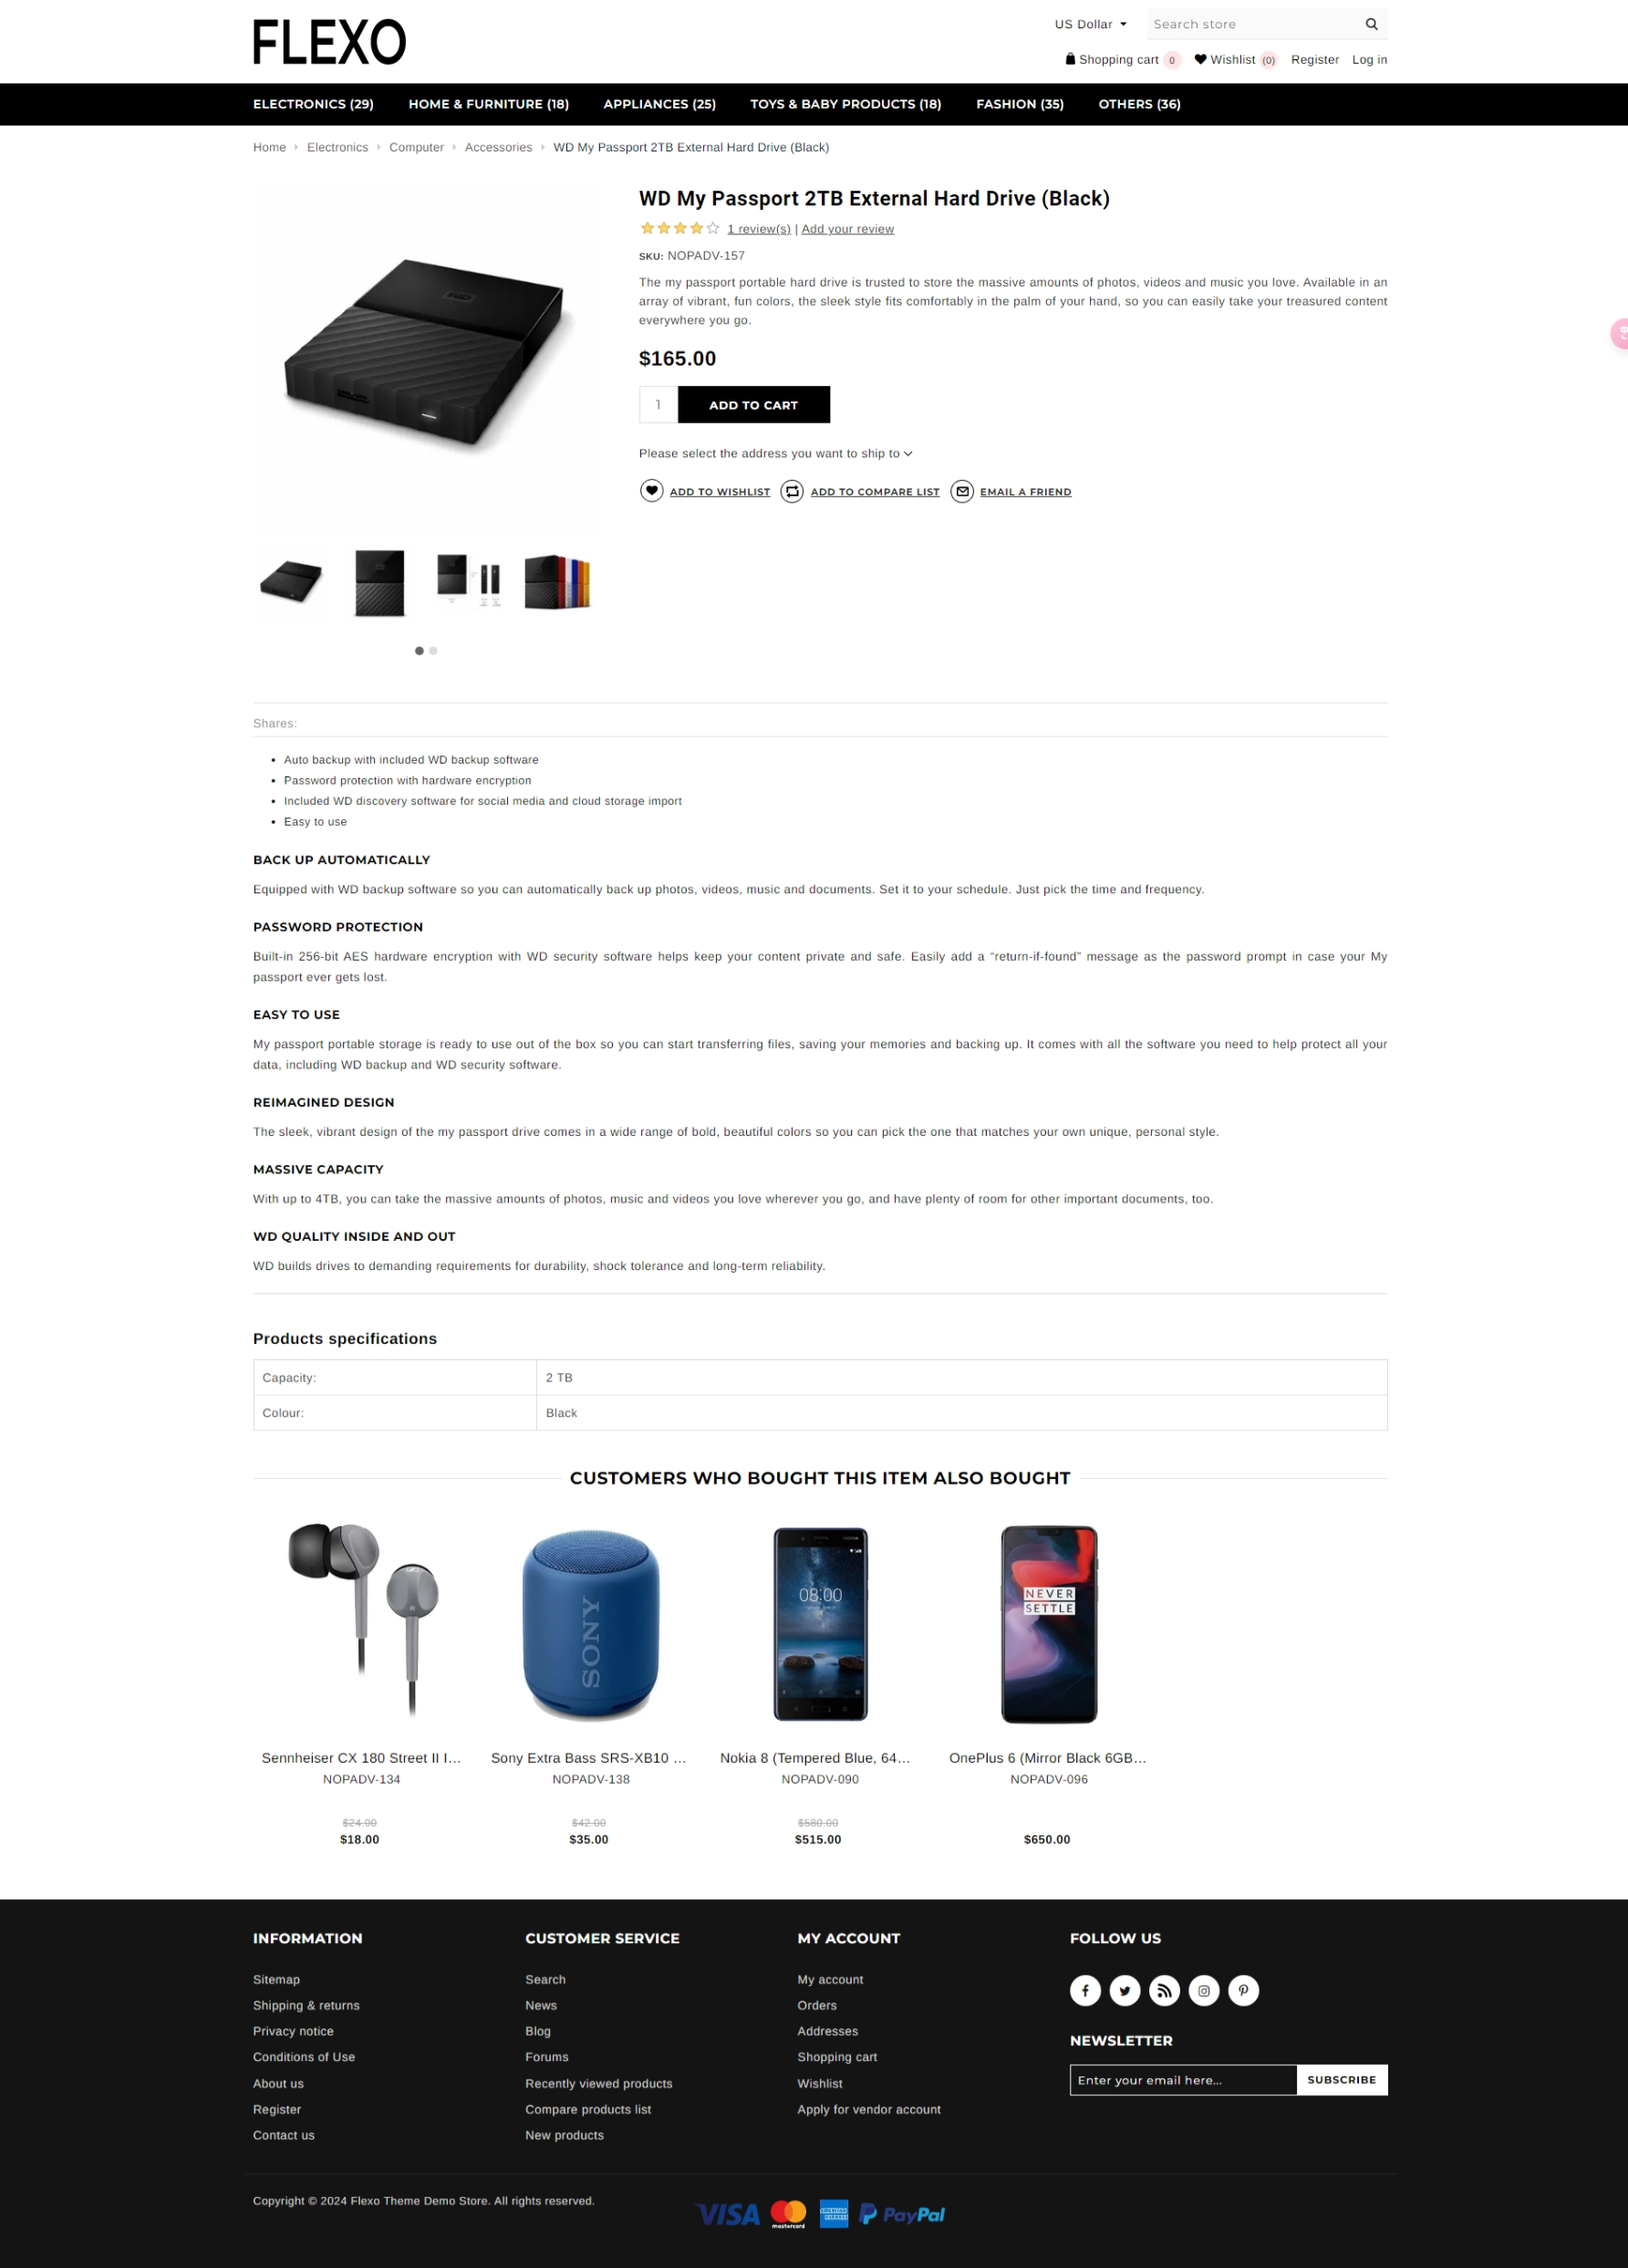 FLEXO
US Dollar
Search store
Shopping cart 0 Wishlist (0) Register Log in
ELECTRONICS (29) HOME & FURNITURE (18) APPLIANCES (25) TOYS & BABY PRODUCTS (18) FASHION (35) OTHERS (36)
Home Electronics Computer Accessories WD My Passport 2TB External Hard Drive (Black)
WD My Passport 2TB External Hard Drive (Black)
1 review(s) | Add your review
SKU: NOPADV-157
The my passport portable hard drive is trusted to store the massive amounts of photos, videos and music you love. Available in an
array of vibrant, fun colors, the sleek style fits comfortably in the palm of your hand, so you can easily take your treasured content
everywhere you go.
$165.00
1 ADD TO CART
Please select the address you want to ship to
ADD TO WISHLIST ADD TO COMPARE LIST EMAIL A FRIEND
Shares:
• Auto backup with included WD backup software
• Password protection with hardware encryption
• Included WD discovery software for social media and cloud storage import
• Easy to use
BACK UP AUTOMATICALLY
Equipped with WD backup software so you can automatically back up photos, videos, music and documents. Set it to your schedule. Just pick the time and frequency.
PASSWORD PROTECTION
Built-in 256-bit AES hardware encryption with WD security software helps keep your content private and safe. Easily add a “return-if-found” message as the password prompt in case your My
passport ever gets lost.
EASY TO USE
My passport portable storage is ready to use out of the box so you can start transferring files, saving your memories and backing up. It comes with all the software you need to help protect all your
data, including WD backup and WD security software.
REIMAGINED DESIGN
The sleek, vibrant design of the my passport drive comes in a wide range of bold, beautiful colors so you can pick the one that matches your own unique, personal style.
MASSIVE CAPACITY
With up to 4TB, you can take the massive amounts of photos, music and videos you love wherever you go, and have plenty of room for other important documents, too.
WD QUALITY INSIDE AND OUT
WD builds drives to demanding requirements for durability, shock tolerance and long-term reliability.
Products specifications
Capacity: 2 TB
Colour: Black
CUSTOMERS WHO BOUGHT THIS ITEM ALSO BOUGHT
SONY
08:00
NEVER
SETTLE
Sennheiser CX 180 Street II I... Sony Extra Bass SRS-XB10 ... Nokia 8 (Tempered Blue, 64... OnePlus 6 (Mirror Black 6GB...
NOPADV-134 NOPADV-138 NOPADV-090 NOPADV-096
$24.00 $42.00 $580.00
$18.00 $35.00 $515.00 $650.00
INFORMATION
Sitemap
Shipping & returns
Privacy notice
Conditions of Use
About us
Register
Contact us
CUSTOMER SERVICE
Search
News
Blog
Forums
Recently viewed products
Compare products list
New products
MY ACCOUNT
My account
Orders
Addresses
Shopping cart
Wishlist
Apply for vendor account
FOLLOW US
NEWSLETTER
Enter your email here...
SUBSCRIBE
Copyright © 2024 Flexo Theme Demo Store. All rights reserved.
VISA mastercard AMERICAN EXPRESS PayPal